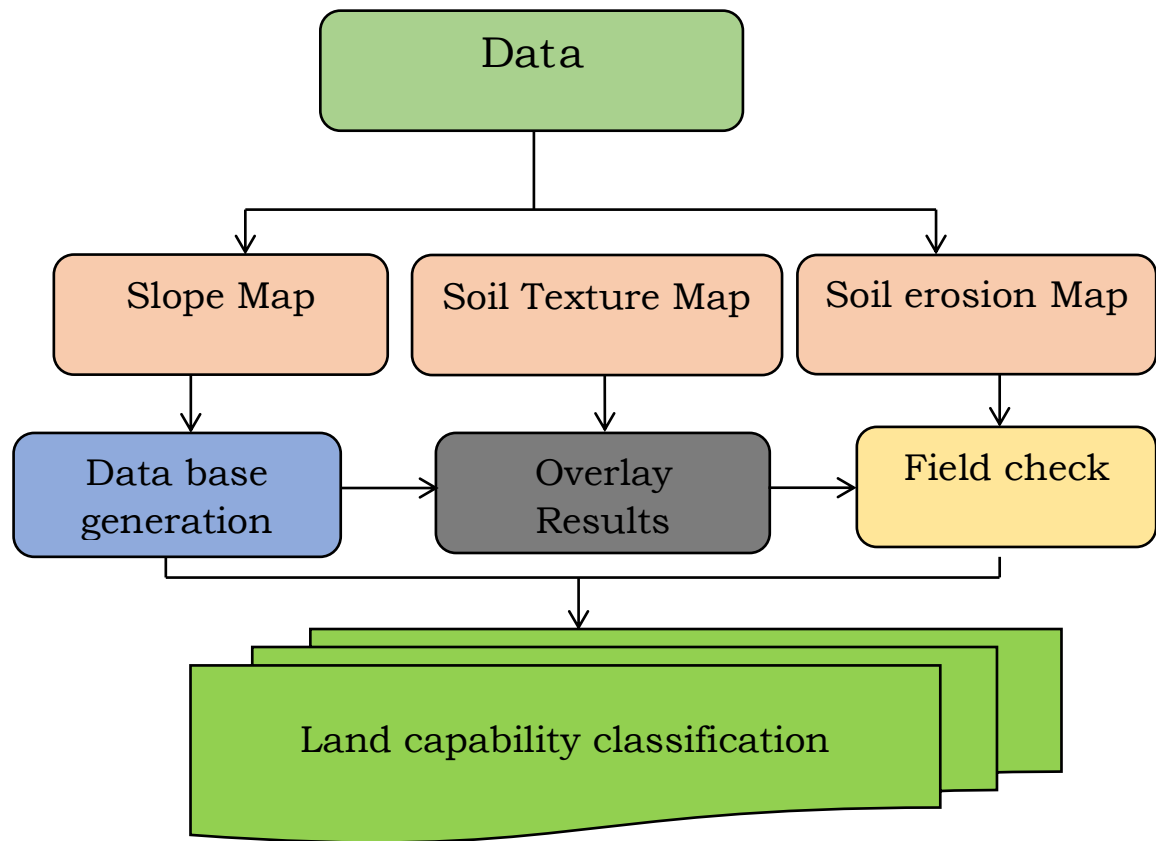 Data
Slope Map
Soil Texture Map
Soil erosion Map
Data base
generation
Overlay
Results
Field check
Land capability classification